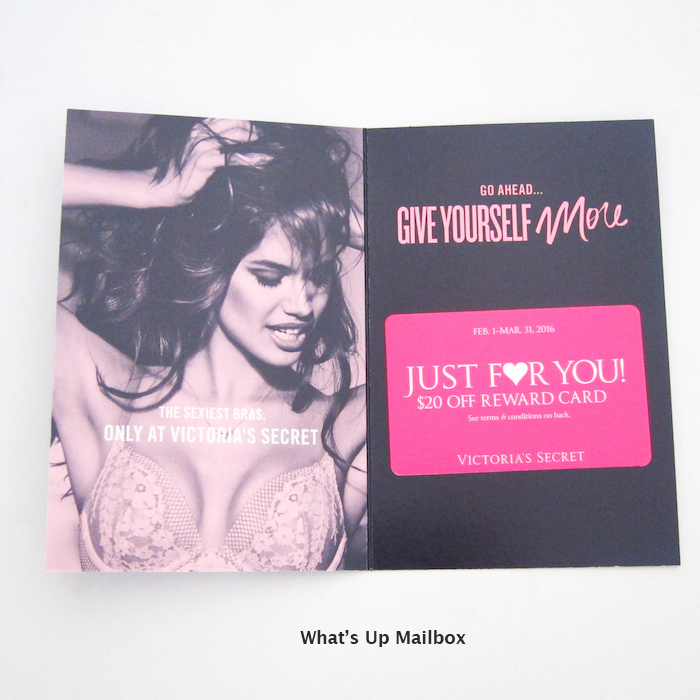 THE SEXIEST BRAS.
ONLY AT VICTORIA'S SECRET
GO AHEAD...
GIVE YOURSELF More
FEB. 1–MAR. 31, 2016
JUST F♥R YOU!
$20 OFF REWARD CARD
See terms & conditions on back.
VICTORIA'S SECRET
What's Up Mailbox